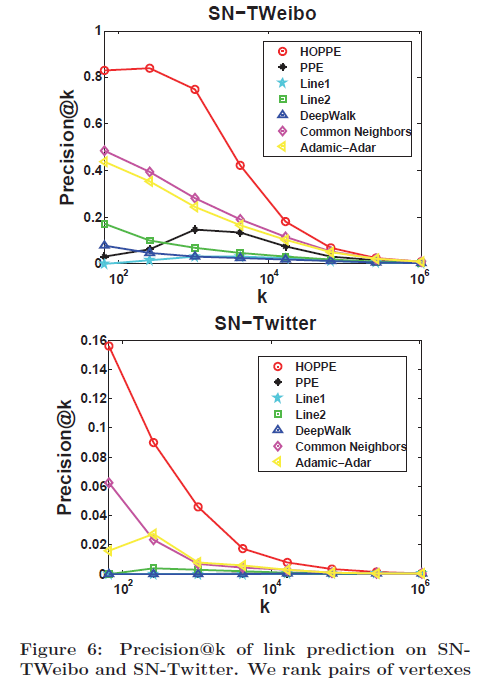 SN−TWeibo
1
0.8
0.6
0.4
0.2
0
Precision@k
HOPPE
PPE
Line1
Line2
DeepWalk
Common Neighbors
Adamic−Adar
10^2
10^4
10^6
k
SN−Twitter
0.16
0.14
0.12
0.10
0.08
0.06
0.04
0.02
0
Precision@k
HOPPE
PPE
Line1
Line2
DeepWalk
Common Neighbors
Adamic−Adar
10^2
10^4
10^6
k
Figure 6: Precision@k of link prediction on SN-
TWeibo and SN-Twitter. We rank pairs of vertexes